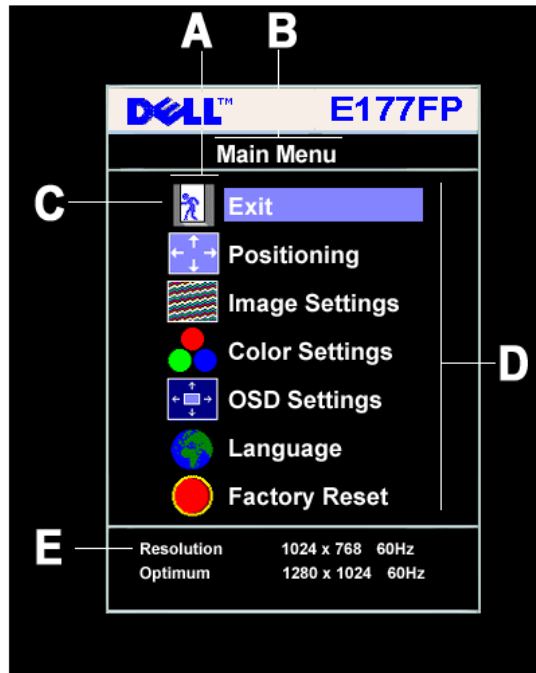 A B
DELL™ E177FP
Main Menu
C
Exit
Positioning
Image Settings
Color Settings
D
OSD Settings
Language
Factory Reset
E
Resolution 1024 x 768 60Hz
Optimum 1280 x 1024 60Hz